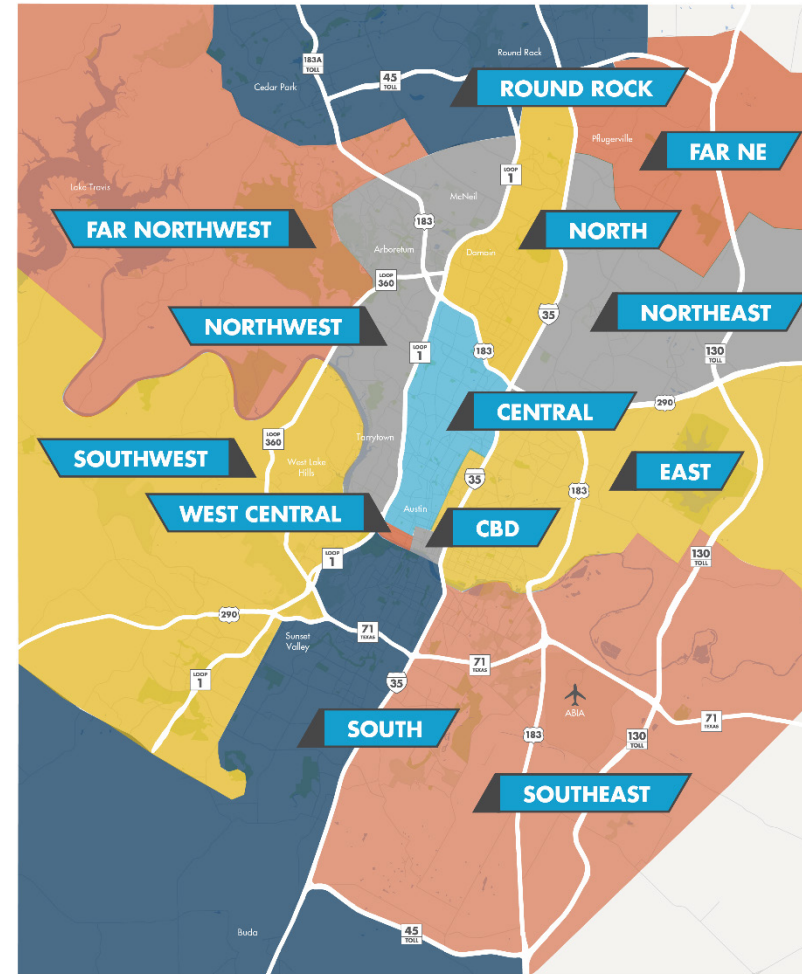 Round Rock
183A
TOLL
45
TOLL
Cedar Park
ROUND ROCK
Pflugerville
FAR NE
LOOP
1
Lake Travis
McNeil
FAR NORTHWEST
183
NORTH
Arboretum
Domain
LOOP
360
NORTHEAST
35
NORTHWEST
LOOP
1
183
130
TOLL
290
CENTRAL
LOOP
360
Tarrytown
SOUTHWEST
West Lake
Hills
EAST
35
183
WEST CENTRAL
Austin
CBD
LOOP
1
130
TOLL
290
71
TEXAS
Sunset
Valley
71
TEXAS
LOOP
1
35
ABIA
SOUTH
183
130
TOLL
71
TEXAS
SOUTHEAST
Buda
45
TOLL